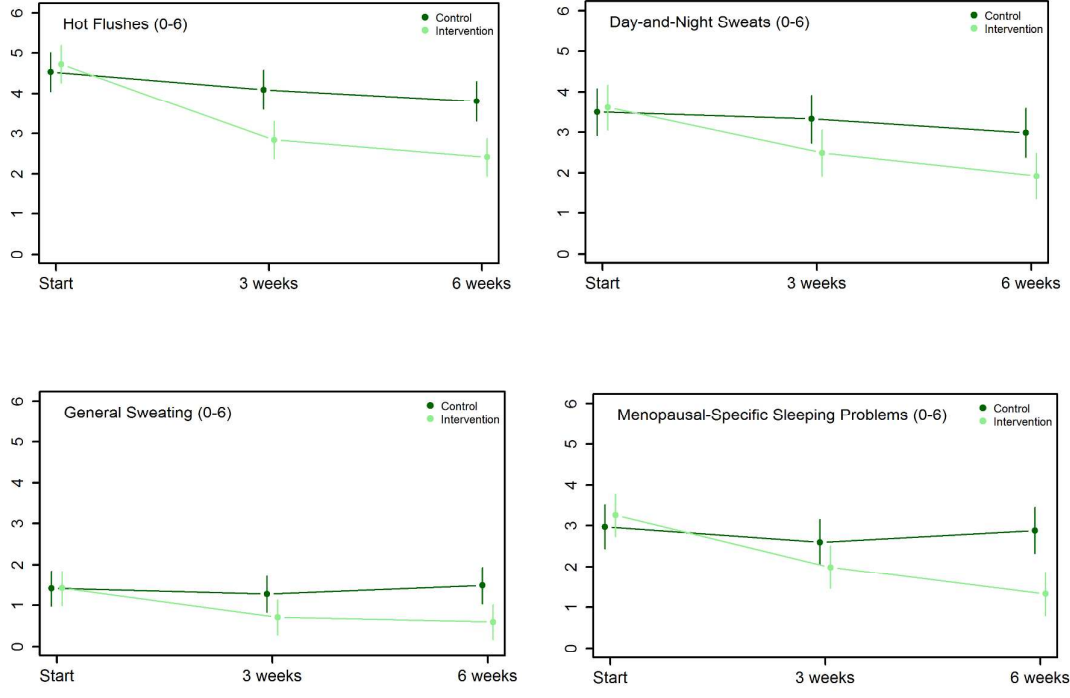 Hot Flushes (0-6)
Control
Intervention
6
5
4
3
2
1
0
Start
3 weeks
6 weeks
Day-and-Night Sweats (0-6)
Control
Intervention
6
5
4
3
2
1
0
Start
3 weeks
6 weeks
General Sweating (0-6)
Control
Intervention
6
5
4
3
2
1
0
Start
3 weeks
6 weeks
Menopausal-Specific Sleeping Problems (0-6)
Control
Intervention
6
5
4
3
2
1
0
Start
3 weeks
6 weeks